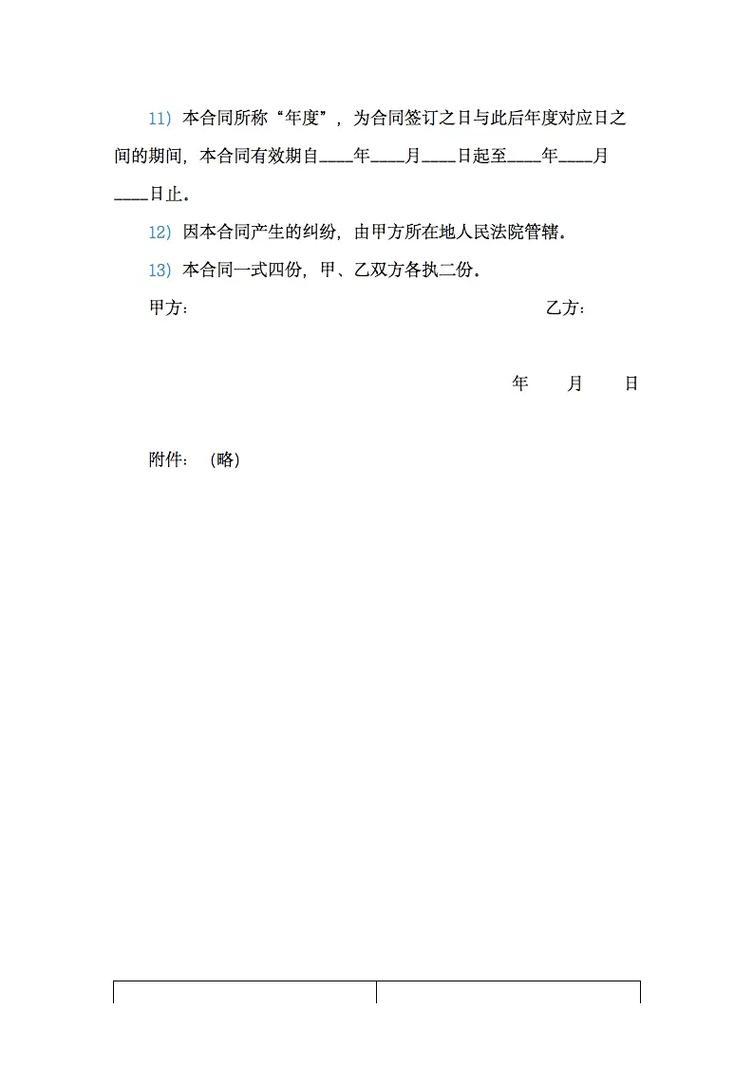 11）本合同所称“年度”，为合同签订之日与此后年度对应日之
间的期间，本合同有效期自____年____月____日起至____年____月
____日止。
12）因本合同产生的纠纷，由甲方所在地人民法院管辖。
13）本合同一式四份，甲、乙双方各执二份。
甲方： 乙方：
年 月 日
附件：（略）